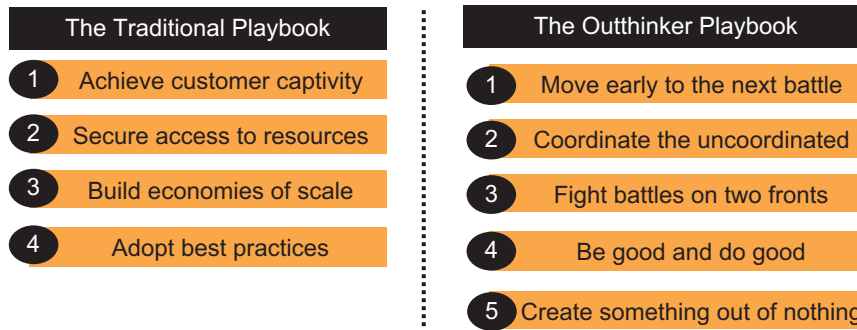 The Traditional Playbook
1 Achieve customer captivity
2 Secure access to resources
3 Build economies of scale
4 Adopt best practices
The Outthinker Playbook
1 Move early to the next battle
2 Coordinate the uncoordinated
3 Fight battles on two fronts
4 Be good and do good
5 Create something out of nothing